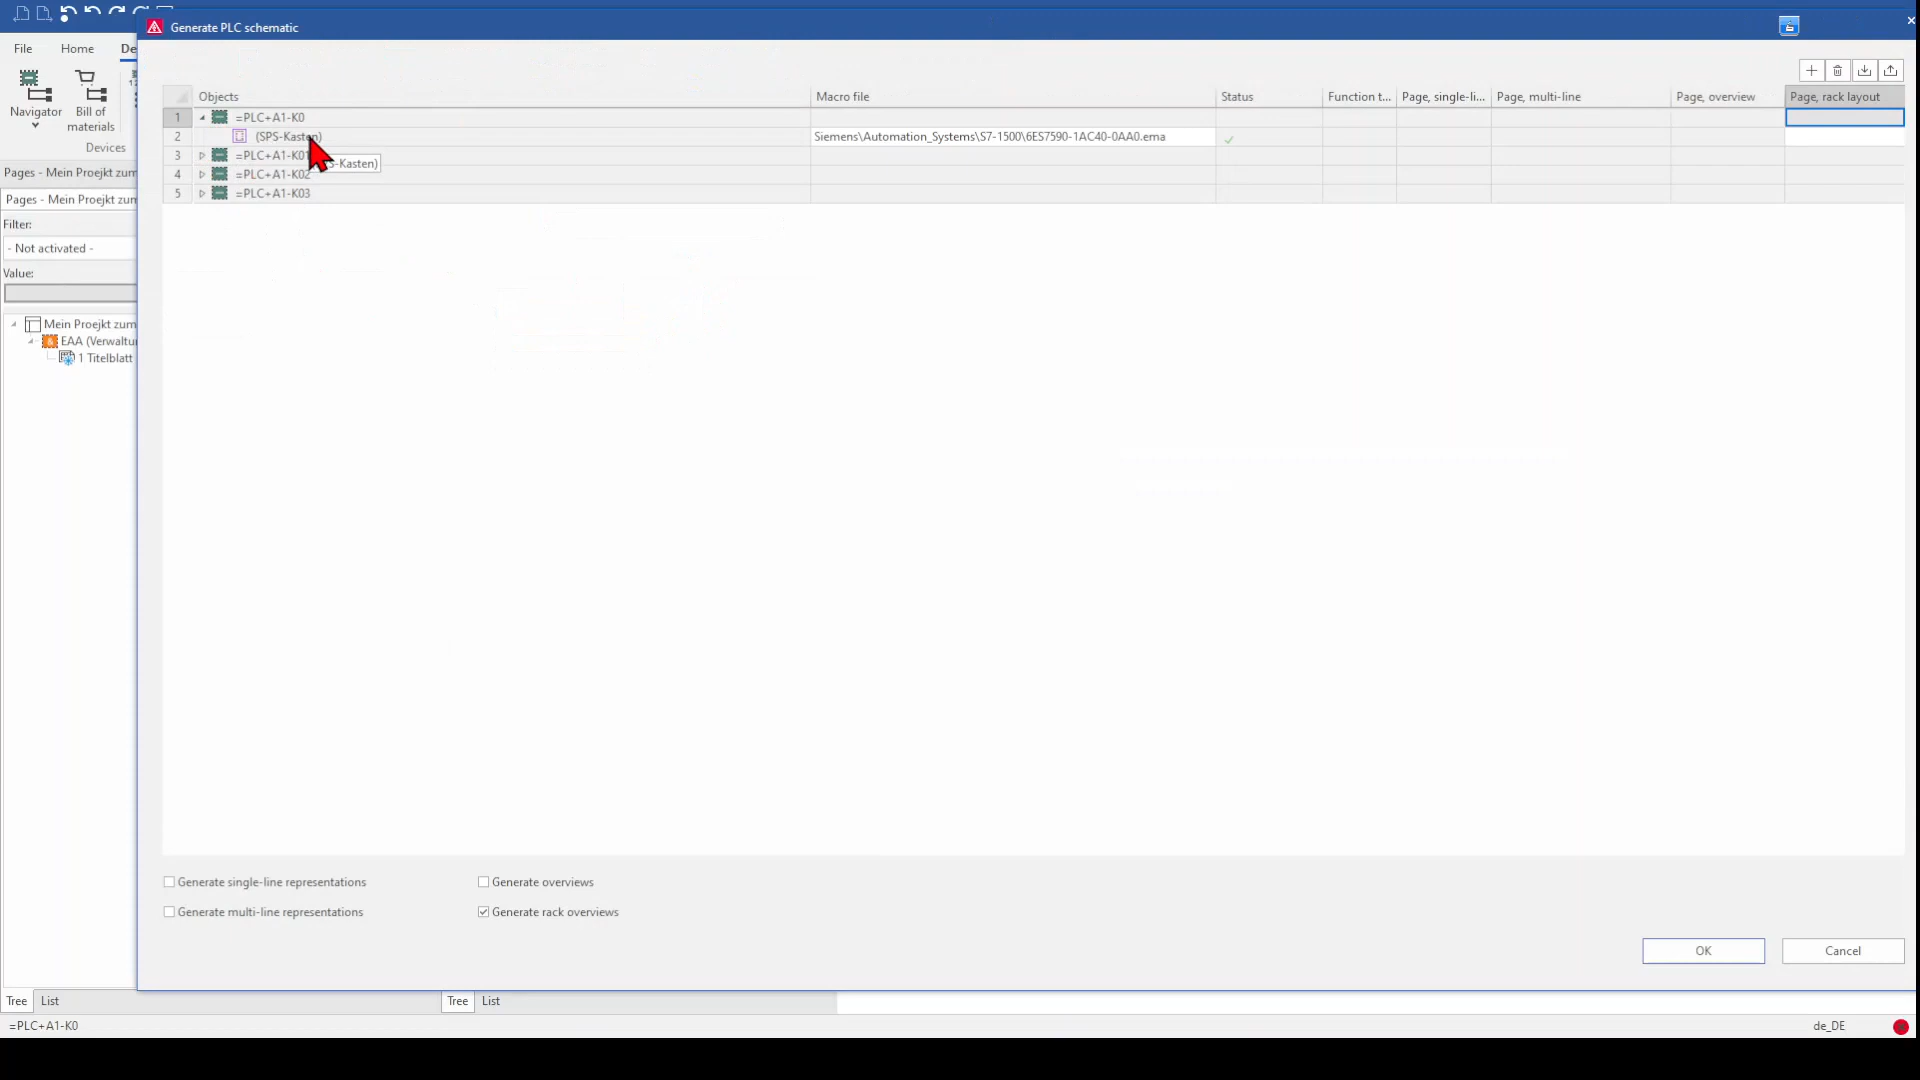 Generate PLC schematic
File
Home
De
Navigator
Bill of
materials
Devices
Pages - Mein Proejkt zum
Pages - Mein Proejkt zum
Filter:
- Not activated -
Value:
Mein Proejkt zum
EAA (Verwaltu
1 Titelblatt
Objects
Macro file
Status
Function t...
Page, single-li...
Page, multi-line
Page, overview
Page, rack layout
1 =PLC+A1-K0
2 (SPS-Kasten) Siemens\Automation_Systems\S7-1500\6ES7590-1AC40-0AA0.ema
3 =PLC+A1-K01
S-Kasten)
4 =PLC+A1-K02
5 =PLC+A1-K03
Generate single-line representations
Generate overviews
Generate multi-line representations
Generate rack overviews
OK
Cancel
Tree
List
Tree
List
=PLC+A1-K0
de_DE